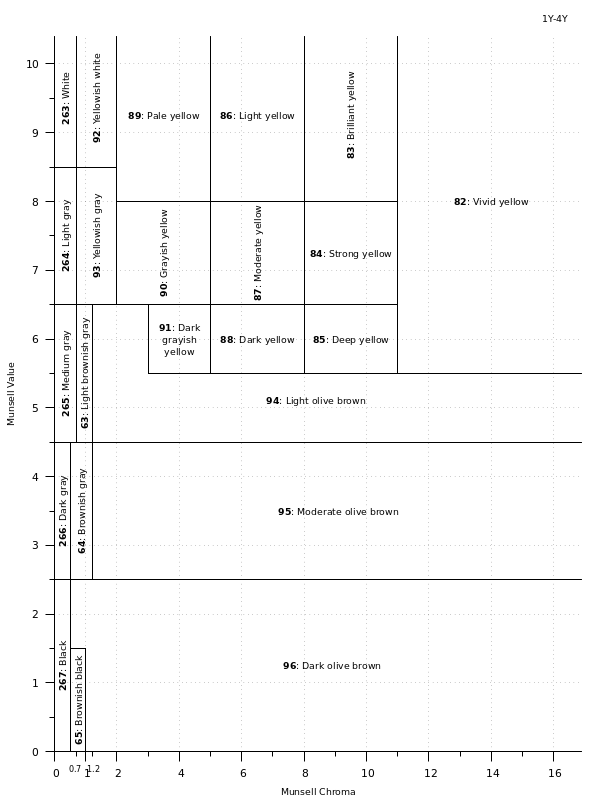 1Y-4Y
10
9
8
7
6
5
4
3
2
1
0
Munsell Value
263: White
92: Yellowish white
89: Pale yellow
86: Light yellow
83: Brilliant yellow
82: Vivid yellow
264: Light gray
93: Yellowish gray
90: Grayish yellow
87: Moderate yellow
84: Strong yellow
265: Medium gray
63: Light brownish gray
91: Dark
grayish
yellow
88: Dark yellow
85: Deep yellow
94: Light olive brown
266: Dark gray
64: Brownish gray
95: Moderate olive brown
267: Black
65: Brownish black
96: Dark olive brown
0 1 2 4 6 8 10 12 14 16
0.7 1.2
Munsell Chroma